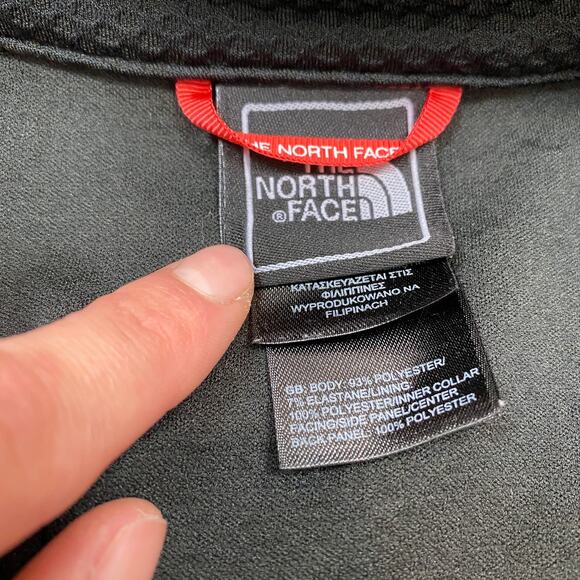 THE NORTH FACE
THE
NORTH
® FACE
ΚΑΤΑΣΚΕΥΑΖΕΤΑΙ ΣΤΙΣ
ΦΙΛΙΠΠΙΝΕΣ
WYPRODUKOWANO NA
FILIPINACH
GB: BODY: 93% POLYESTER/
7% ELASTANE/LINING:
100% POLYESTER/INNER COLLAR
FACING/SIDE PANEL/CENTER
BACK PANEL: 100% POLYESTER